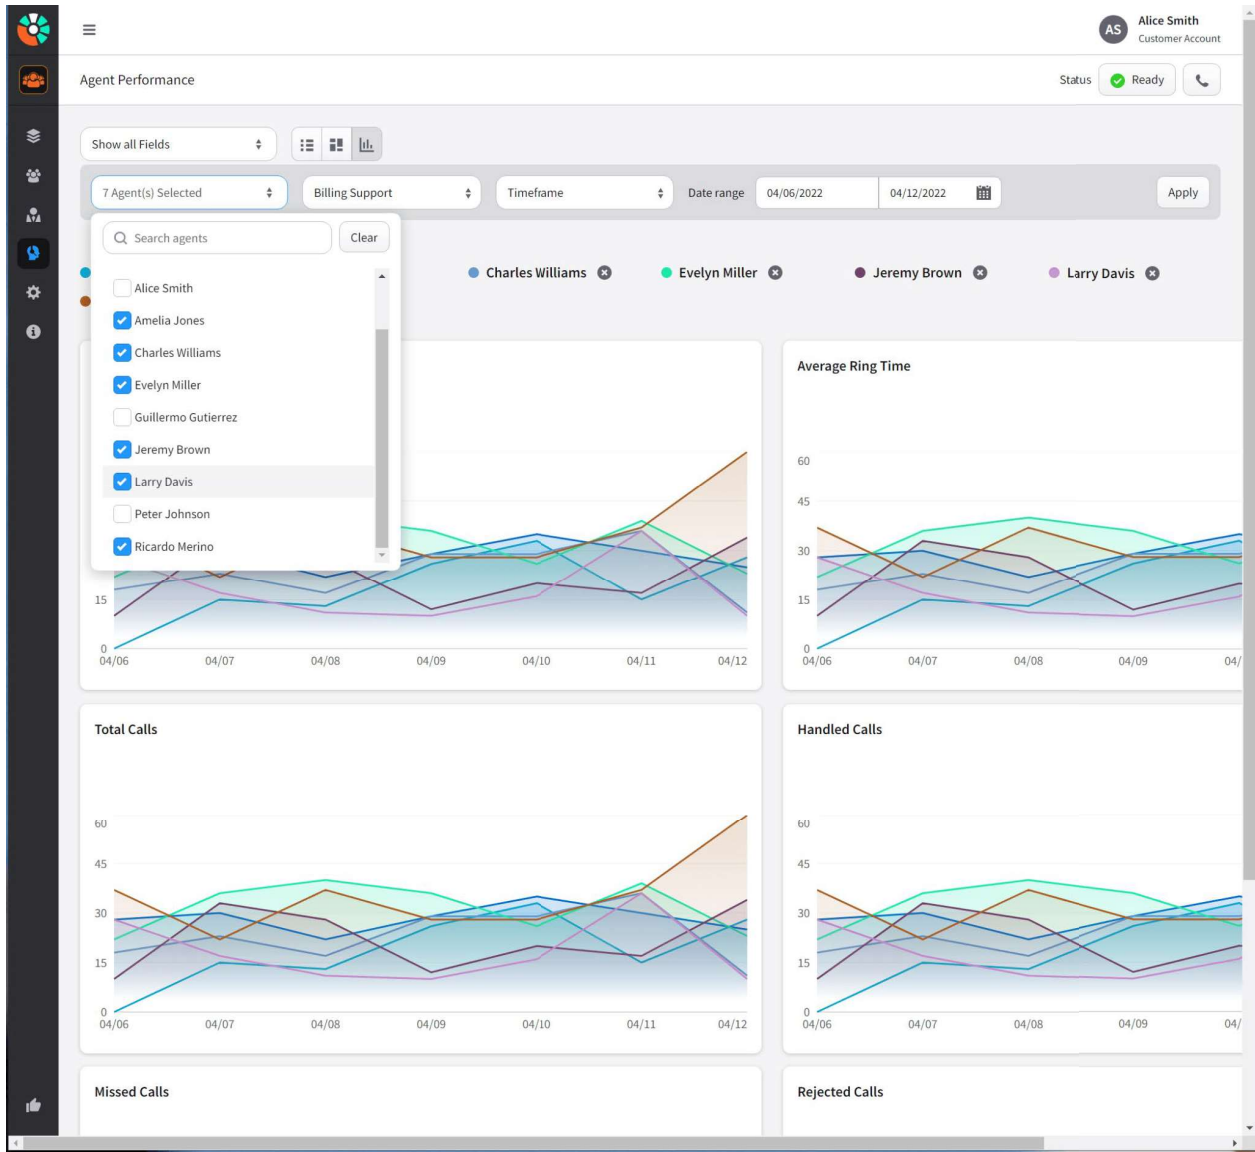 AS
Alice Smith
Customer Account
Agent Performance
Status
Ready
Show all Fields
7 Agent(s) Selected
Billing Support
Timeframe
Date range
04/06/2022
04/12/2022
Apply
Search agents
Clear
Charles Williams
Evelyn Miller
Jeremy Brown
Larry Davis
Alice Smith
Amelia Jones
Charles Williams
Evelyn Miller
Guillermo Gutierrez
Jeremy Brown
Larry Davis
Peter Johnson
Ricardo Merino
15
0
04/06 04/07 04/08 04/09 04/10 04/11 04/12
Average Ring Time
60
45
30
15
0
04/06 04/07 04/08 04/09 04/
Total Calls
60
45
30
15
0
04/06 04/07 04/08 04/09 04/10 04/11 04/12
Handled Calls
60
45
30
15
0
04/06 04/07 04/08 04/09 04/
Missed Calls
Rejected Calls